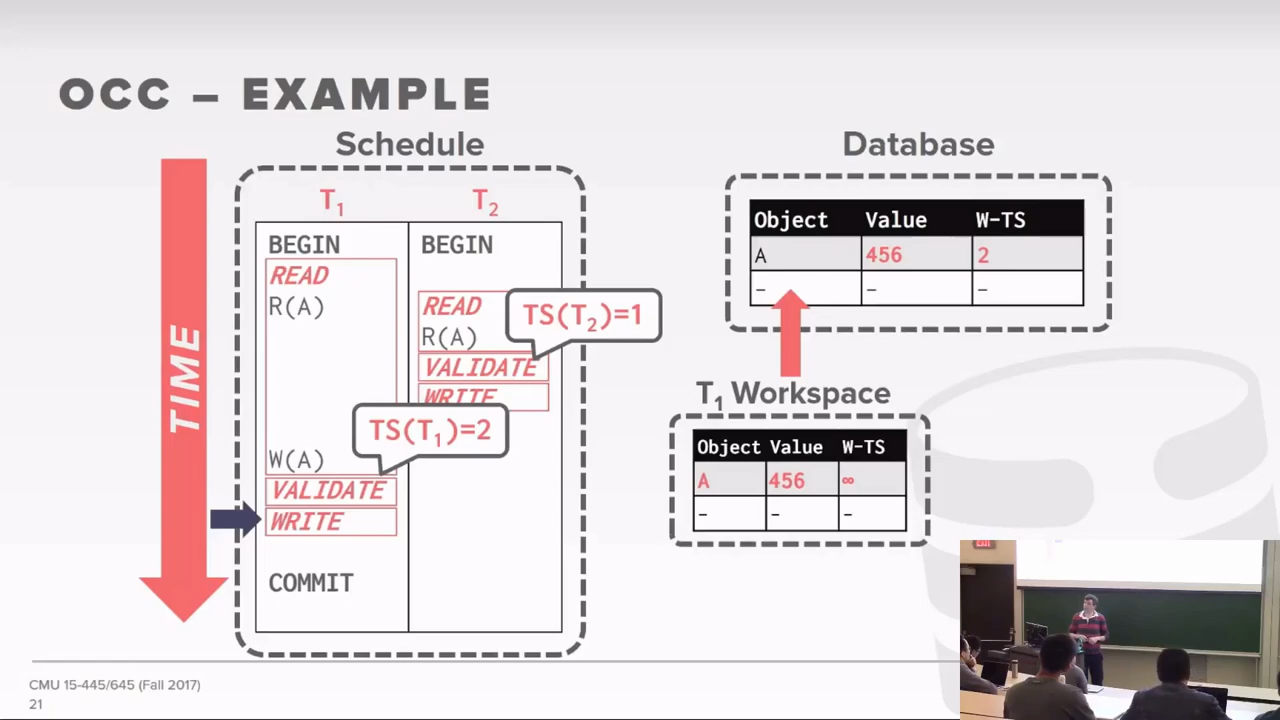 OCC – EXAMPLE
Schedule
Database
TIME
T1
T2
BEGIN
BEGIN
READ
R(A)
READ
R(A)
TS(T2)=1
VALIDATE
WRITE
TS(T1)=2
W(A)
VALIDATE
WRITE
COMMIT
Object Value W-TS
A 456 2
– – –
T1 Workspace
Object Value W-TS
A 456 ∞
– – –
EXIT
CMU 15-445/645 (Fall 2017)
21